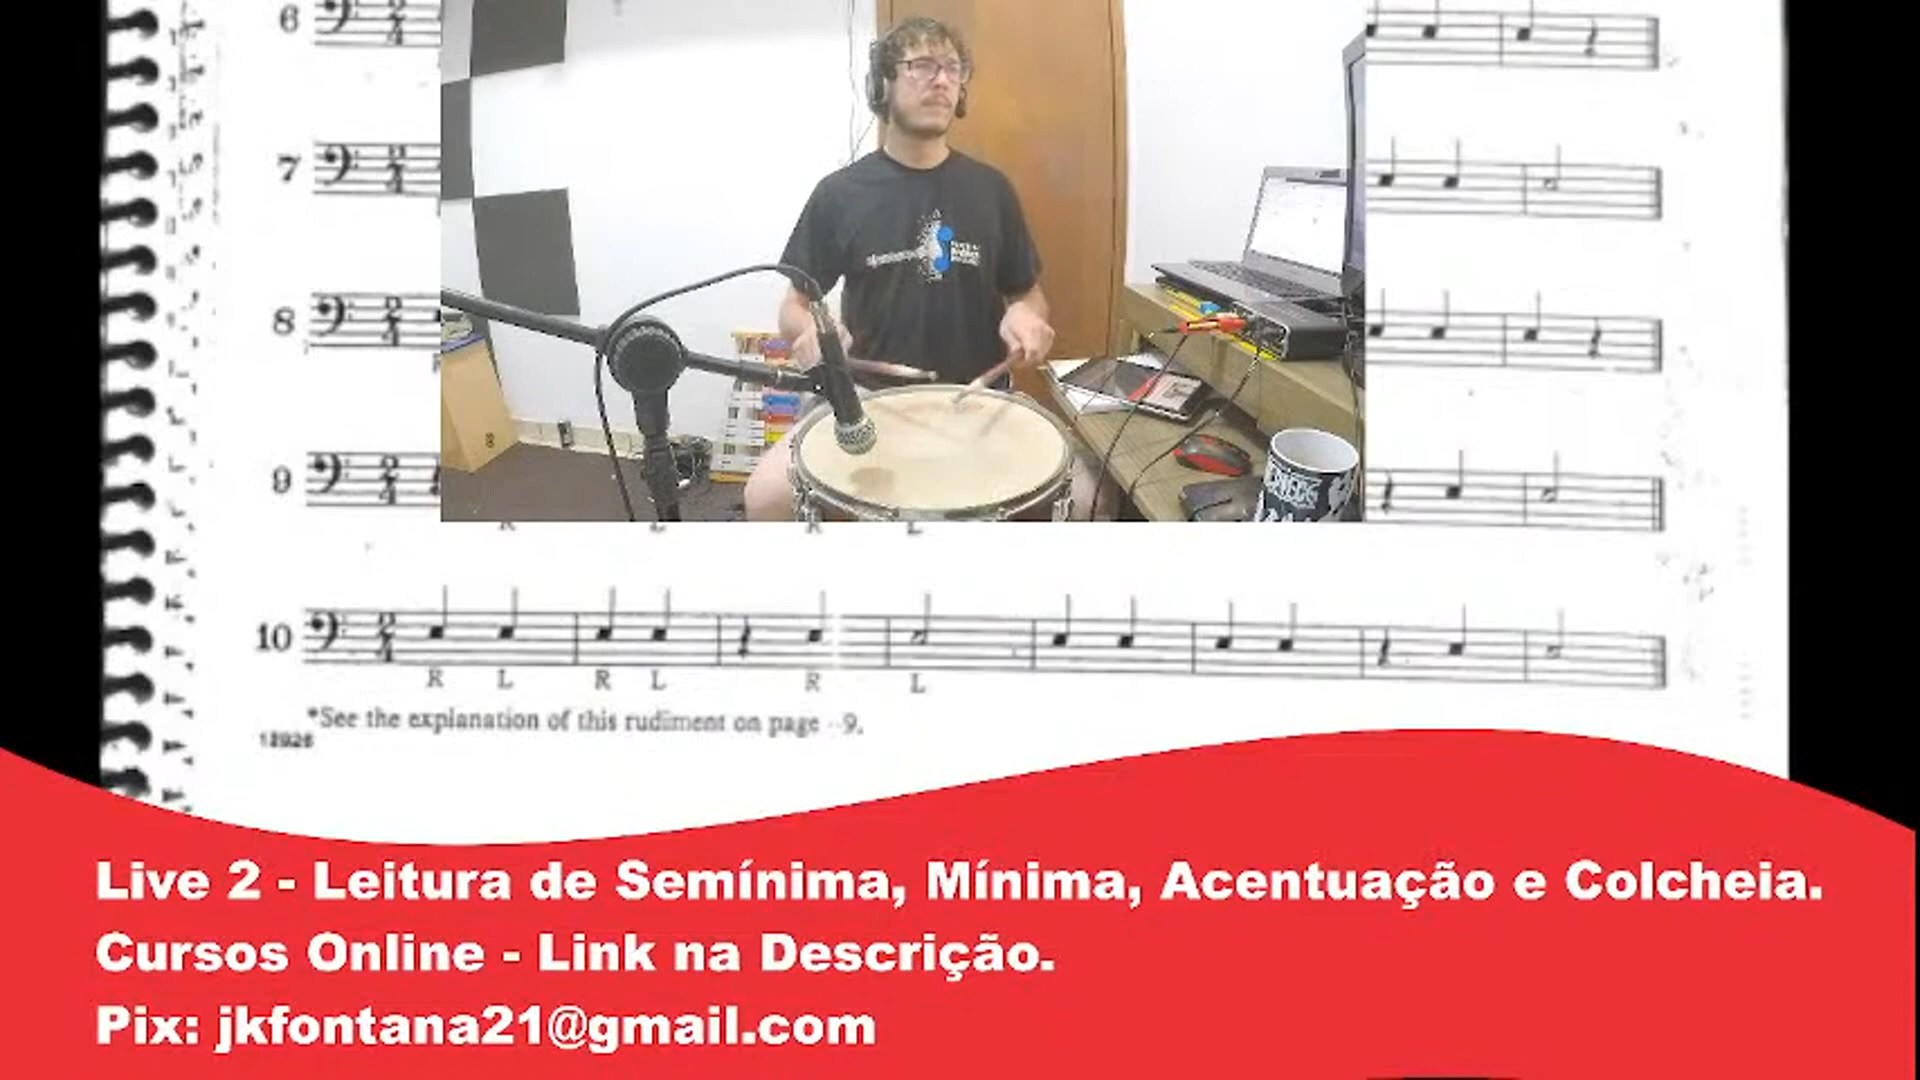 6
7
8
9
R L R L
10
R L R L R L
*See the explanation of this rudiment on page 9.
Live 2 - Leitura de Semínima, Mínima, Acentuação e Colcheia.
Cursos Online - Link na Descrição.
Pix: jkfontana21@gmail.com